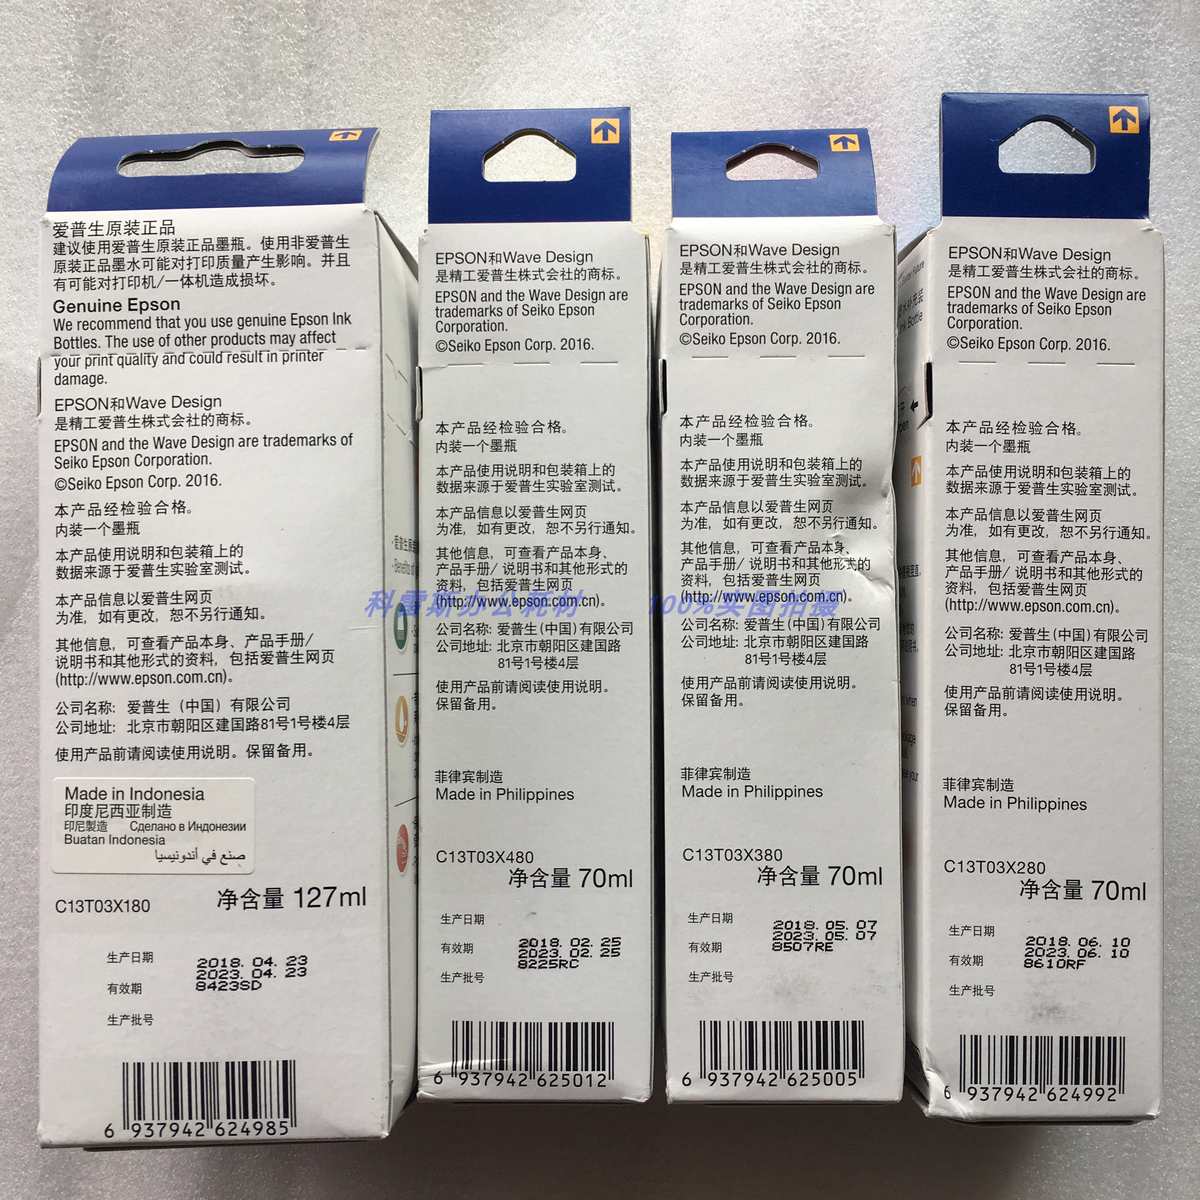 爱普生原装正品
建议使用爱普生原装正品墨瓶。使用非爱普生
原装正品墨水可能对打印质量产生影响。并且
有可能对打印机/一体机造成损坏。
Genuine Epson
We recommend that you use genuine Epson Ink
Bottles. The use of other products may affect
your print quality and could result in printer
damage.
EPSON和Wave Design
是精工爱普生株式会社的商标。
EPSON and the Wave Design are trademarks of
Seiko Epson Corporation.
©Seiko Epson Corp. 2016.
本产品经检验合格。
内装一个墨瓶
本产品使用说明和包装箱上的
数据来源于爱普生实验室测试。
本产品信息以爱普生网页
为准，如有更改，恕不另行通知。
其他信息，可查看产品本身、产品手册/
说明书和其他形式的资料，包括爱普生网页
(http://www.epson.com.cn)。
公司名称: 爱普生（中国）有限公司
公司地址: 北京市朝阳区建国路81号1号楼4层
使用产品前请阅读使用说明。保留备用。
Made in Indonesia
印度尼西亚制造
印尼製造 Сделано в Индонезии
Buatan Indonesia
صنع في أندونيسيا
C13T03X180 净含量 127ml
生产日期 2018. 04. 23
有效期 2023. 04. 23
生产批号 8423SD
6 937942 624985
EPSON和Wave Design
是精工爱普生株式会社的商标。
EPSON and the Wave Design are
trademarks of Seiko Epson
Corporation.
©Seiko Epson Corp. 2016.
本产品经检验合格。
内装一个墨瓶
本产品使用说明和包装箱上的
数据来源于爱普生实验室测试。
本产品信息以爱普生网页
为准，如有更改，恕不另行通知。
其他信息，可查看产品本身、
产品手册/ 说明书和其他形式的
资料，包括爱普生网页
(http://www.epson.com.cn)。
公司名称: 爱普生(中国)有限公司
公司地址: 北京市朝阳区建国路
81号1号楼4层
使用产品前请阅读使用说明。
保留备用。
菲律宾制造
Made in Philippines
C13T03X480
净含量 70ml
生产日期 2018. 02. 25
有效期 2023. 02. 25
生产批号 8225RC
6 937942 625012
EPSON和Wave Design
是精工爱普生株式会社的商标。
EPSON and the Wave Design are
trademarks of Seiko Epson
Corporation.
©Seiko Epson Corp. 2016.
本产品经检验合格。
内装一个墨瓶
本产品使用说明和包装箱上的
数据来源于爱普生实验室测试。
本产品信息以爱普生网页
为准，如有更改，恕不另行通知。
其他信息，可查看产品本身、
产品手册/ 说明书和其他形式的
资料，包括爱普生网页
(http://www.epson.com.cn)。
公司名称: 爱普生(中国)有限公司
公司地址: 北京市朝阳区建国路
81号1号楼4层
使用产品前请阅读使用说明。
保留备用。
菲律宾制造
Made in Philippines
C13T03X380
净含量 70ml
生产日期 2018. 05. 07
有效期 2023. 05. 07
生产批号 8507RE
6 937942 625005
EPSON和Wave Design
是精工爱普生株式会社的商标。
EPSON and the Wave Design are
trademarks of Seiko Epson
Corporation.
©Seiko Epson Corp. 2016.
本产品经检验合格。
内装一个墨瓶
本产品使用说明和包装箱上的
数据来源于爱普生实验室测试。
本产品信息以爱普生网页
为准，如有更改，恕不另行通知。
其他信息，可查看产品本身、
产品手册/ 说明书和其他形式的
资料，包括爱普生网页
(http://www.epson.com.cn)。
公司名称: 爱普生(中国)有限公司
公司地址: 北京市朝阳区建国路
81号1号楼4层
使用产品前请阅读使用说明。
保留备用。
菲律宾制造
Made in Philippines
C13T03X280
净含量 70ml
生产日期 2018. 06. 10
有效期 2023. 06. 10
生产批号 8610RF
6 937942 624992
科雷斯办公耗材 100%实图拍摄